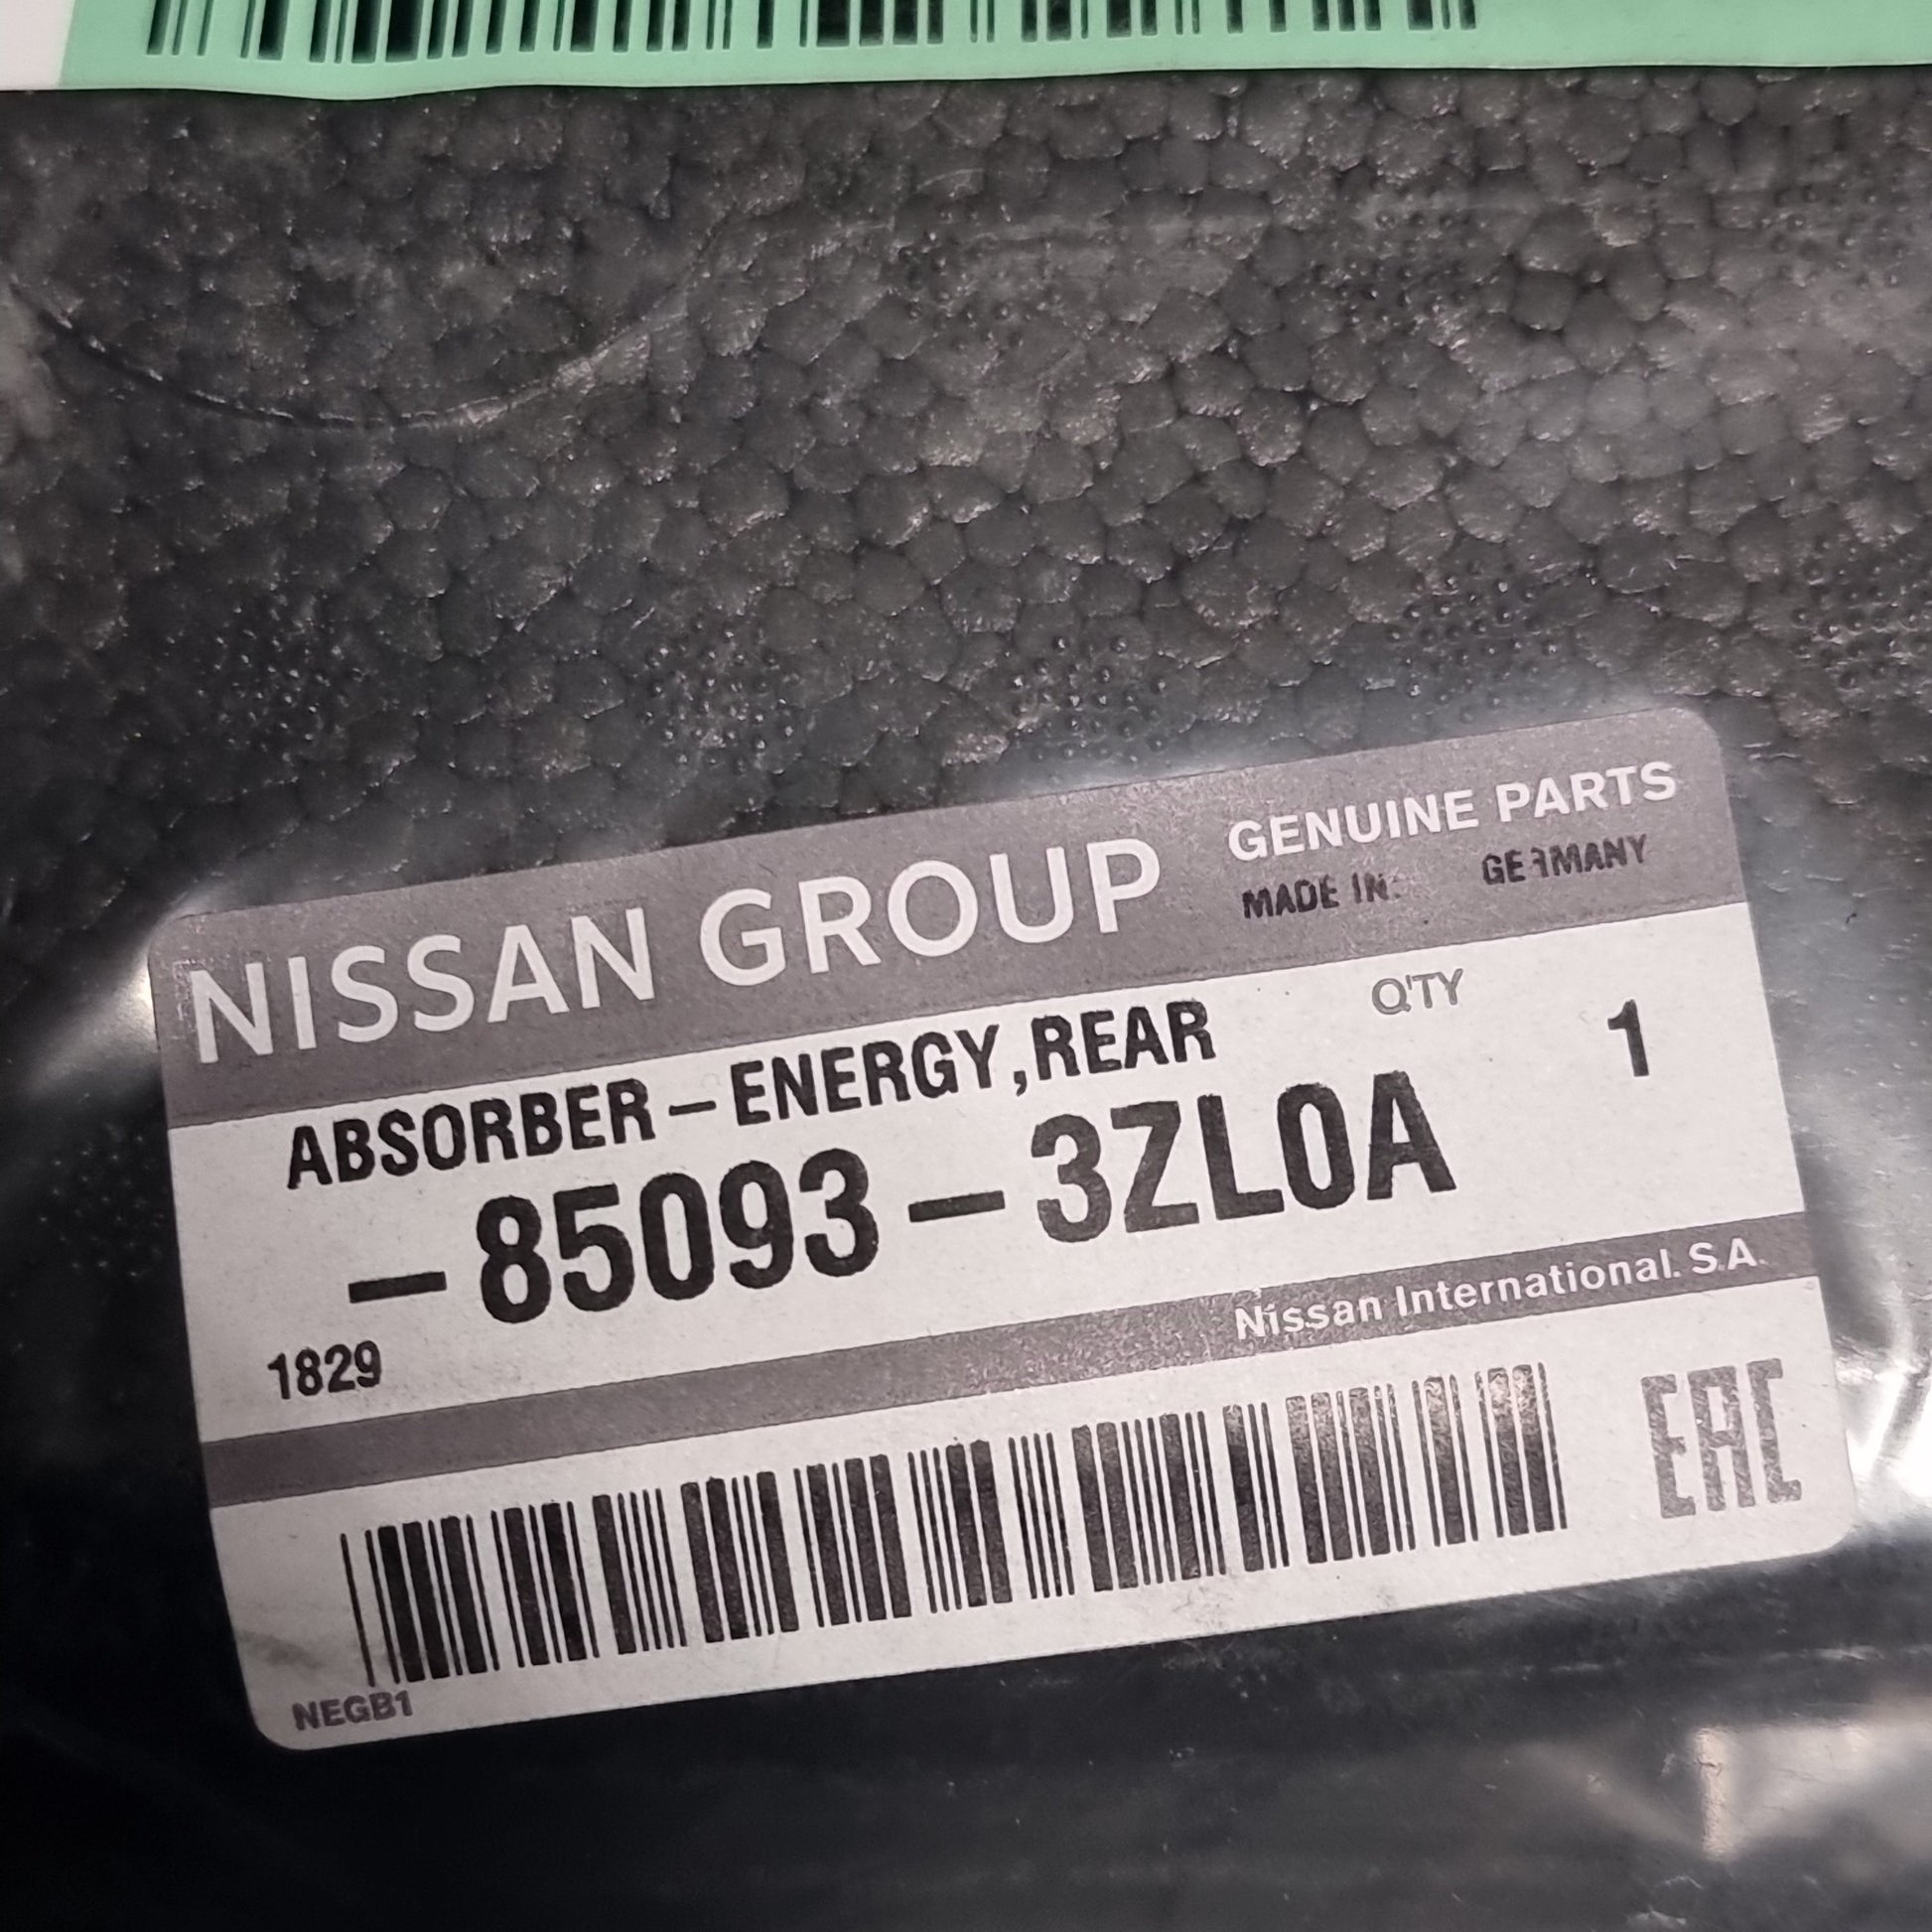 NISSAN GROUP
GENUINE PARTS
MADE IN: GERMANY
ABSORBER-ENERGY,REAR
Q'TY
1
-85093-3ZL0A
1829
Nissan International. S.A.
EAC
NEGB1